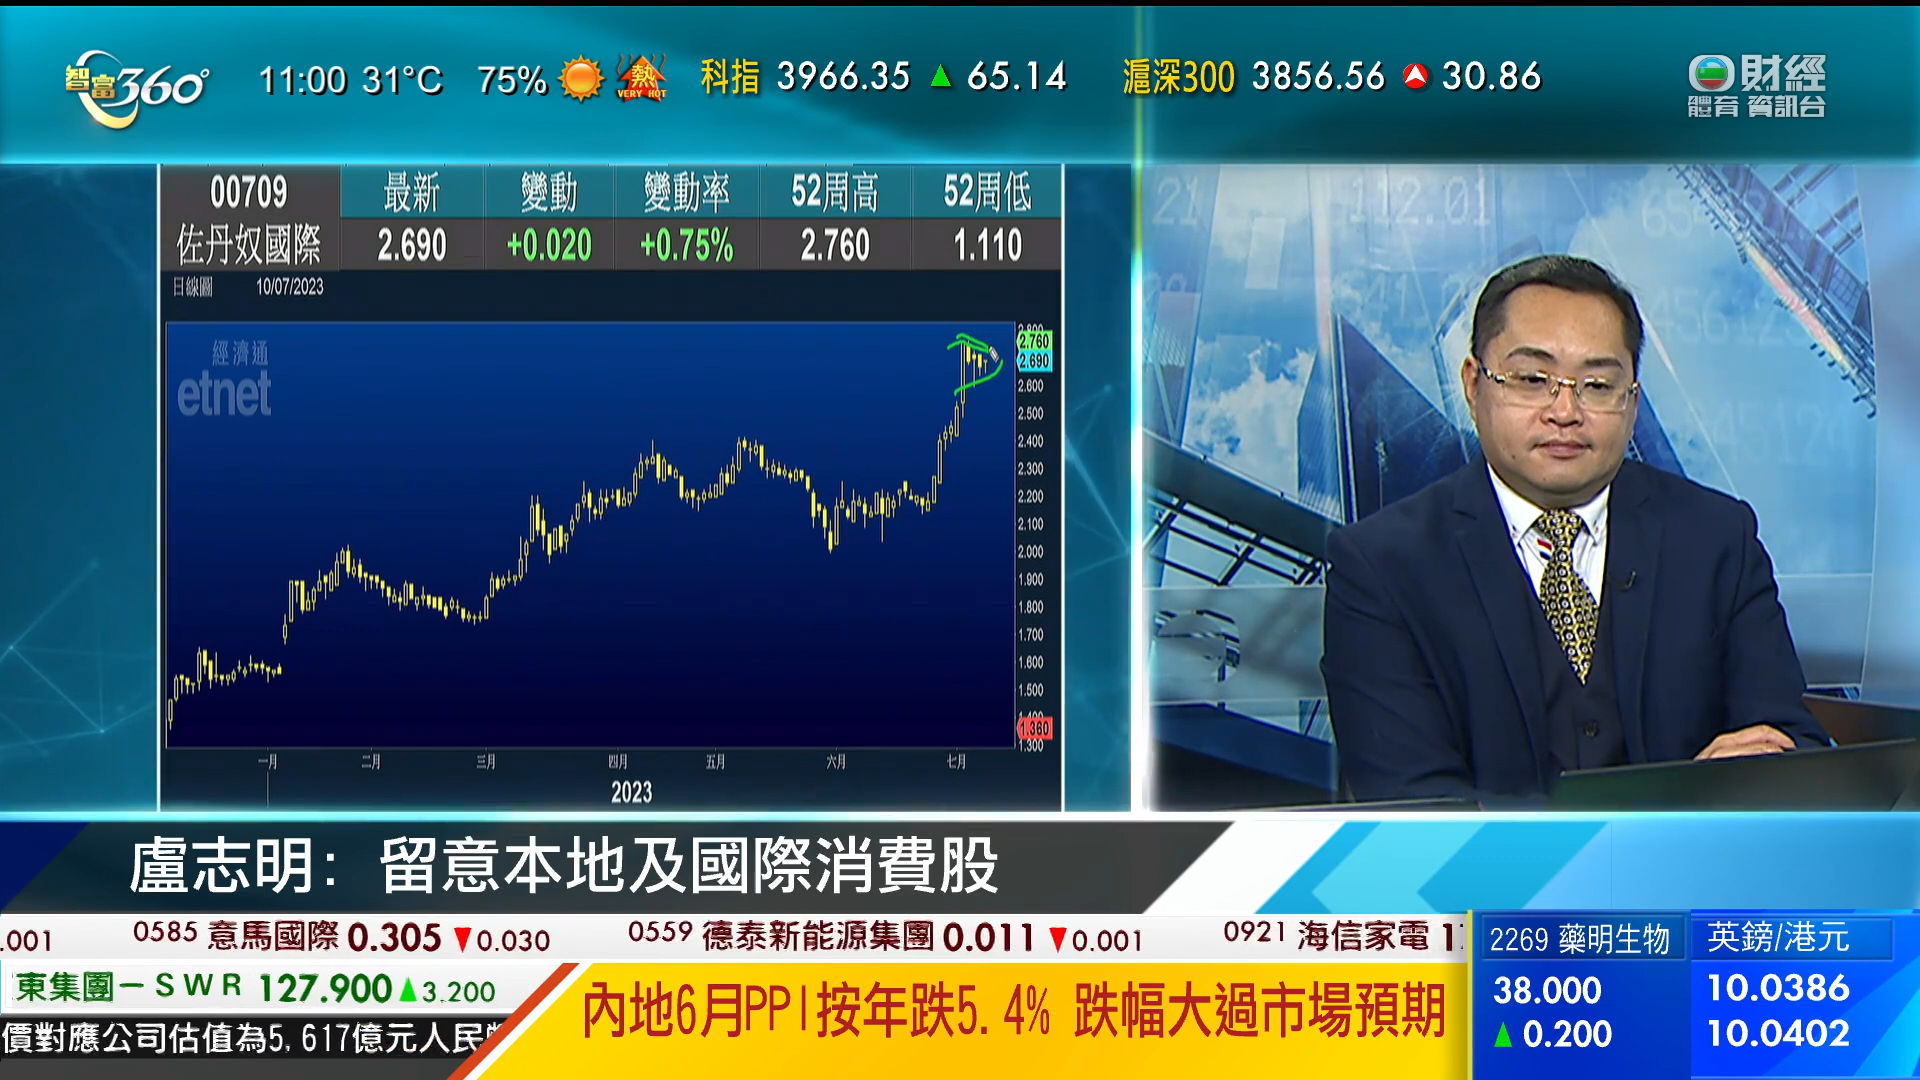 智富360°
11:00 31°C 75%
熱
VERY HOT
科指 3966.35 ▲ 65.14
滬深300 3856.56 30.86
財經
體育 資訊台
00709 最新 變動 變動率 52周高 52周低
佐丹奴國際 2.690 +0.020 +0.75% 2.760 1.110
日線圖 10/07/2023
經濟通
etnet
2.800
2.760
2.690
2.600
2.500
2.400
2.300
2.200
2.100
2.000
1.900
1.800
1.700
1.600
1.500
1.400
1.360
1.300
一月 二月 三月 四月 五月 六月 七月
2023
盧志明: 留意本地及國際消費股
.001 0585 意馬國際 0.305 ▼0.030 0559 德泰新能源集團 0.011 ▼0.001 0921 海信家電
東集團－SWR 127.900 ▲3.200
價對應公司估值為5,617億元人民
內地6月PPI按年跌5.4% 跌幅大過市場預期
2269 藥明生物
38.000
▲ 0.200
英鎊/港元
10.0386
10.0402